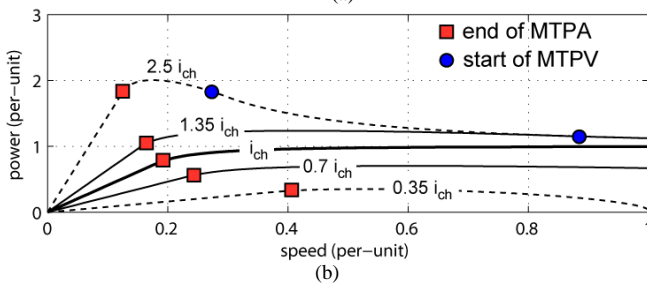 (a)
3
end of MTPA
start of MTPV
2.5 i_ch
2
1.35 i_ch
i_ch
1
0.7 i_ch
0.35 i_ch
0
power (per-unit)
0
0.2
0.4
0.6
0.8
1
speed (per-unit)
(b)